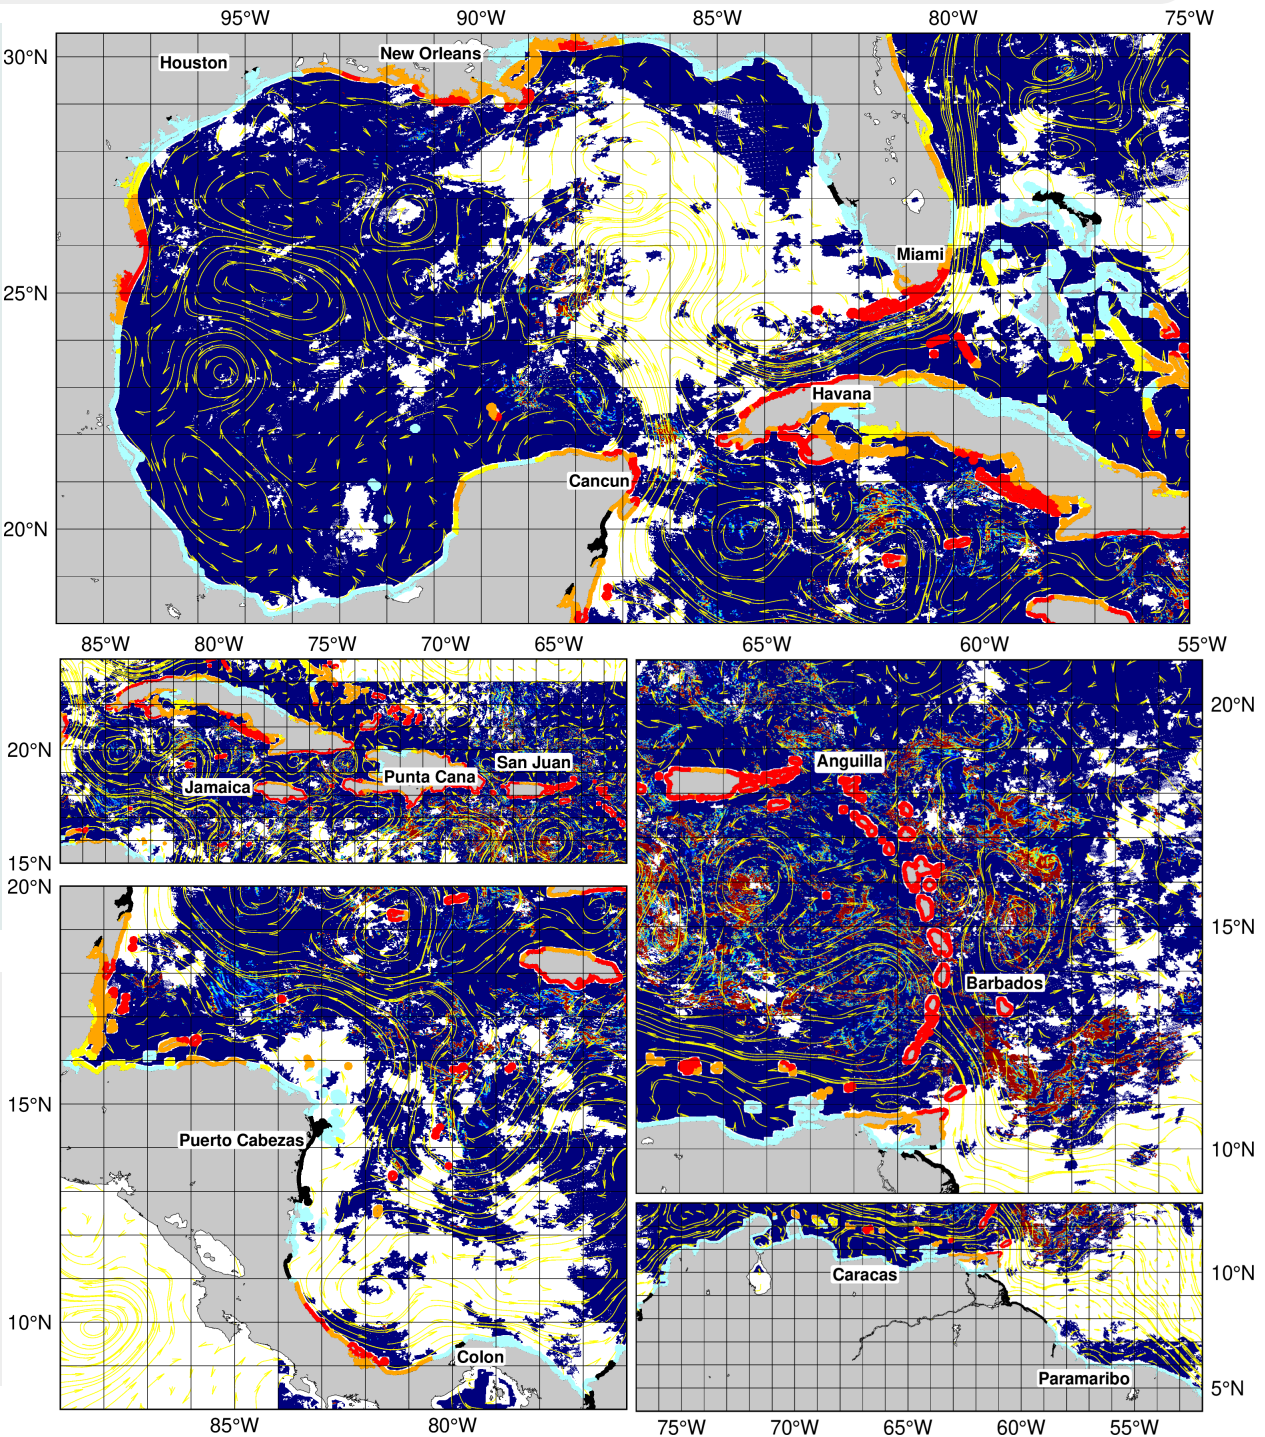 95°W 90°W 85°W 80°W 75°W
30°N
Houston
New Orleans
Miami
25°N
Havana
Cancun
20°N
85°W 80°W 75°W 70°W 65°W 65°W 60°W 55°W
20°N
20°N
San Juan
Punta Cana
Jamaica
Anguilla
15°N
20°N
15°N
Barbados
15°N
Puerto Cabezas
10°N
10°N
Caracas
10°N
Colon
Paramaribo
5°N
85°W 80°W
75°W 70°W 65°W 60°W 55°W